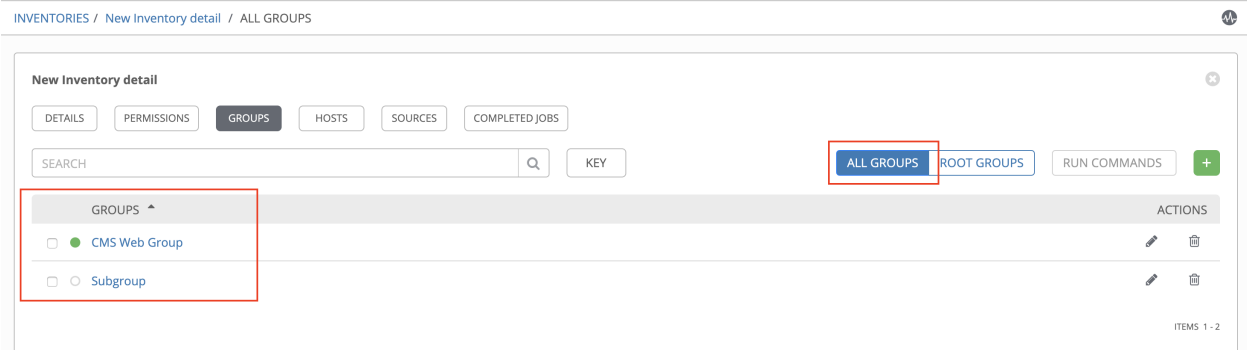 INVENTORIES / New Inventory detail / ALL GROUPS
New Inventory detail
DETAILS PERMISSIONS GROUPS HOSTS SOURCES COMPLETED JOBS
SEARCH KEY ALL GROUPS ROOT GROUPS RUN COMMANDS +
GROUPS ACTIONS
CMS Web Group
Subgroup
ITEMS 1 - 2